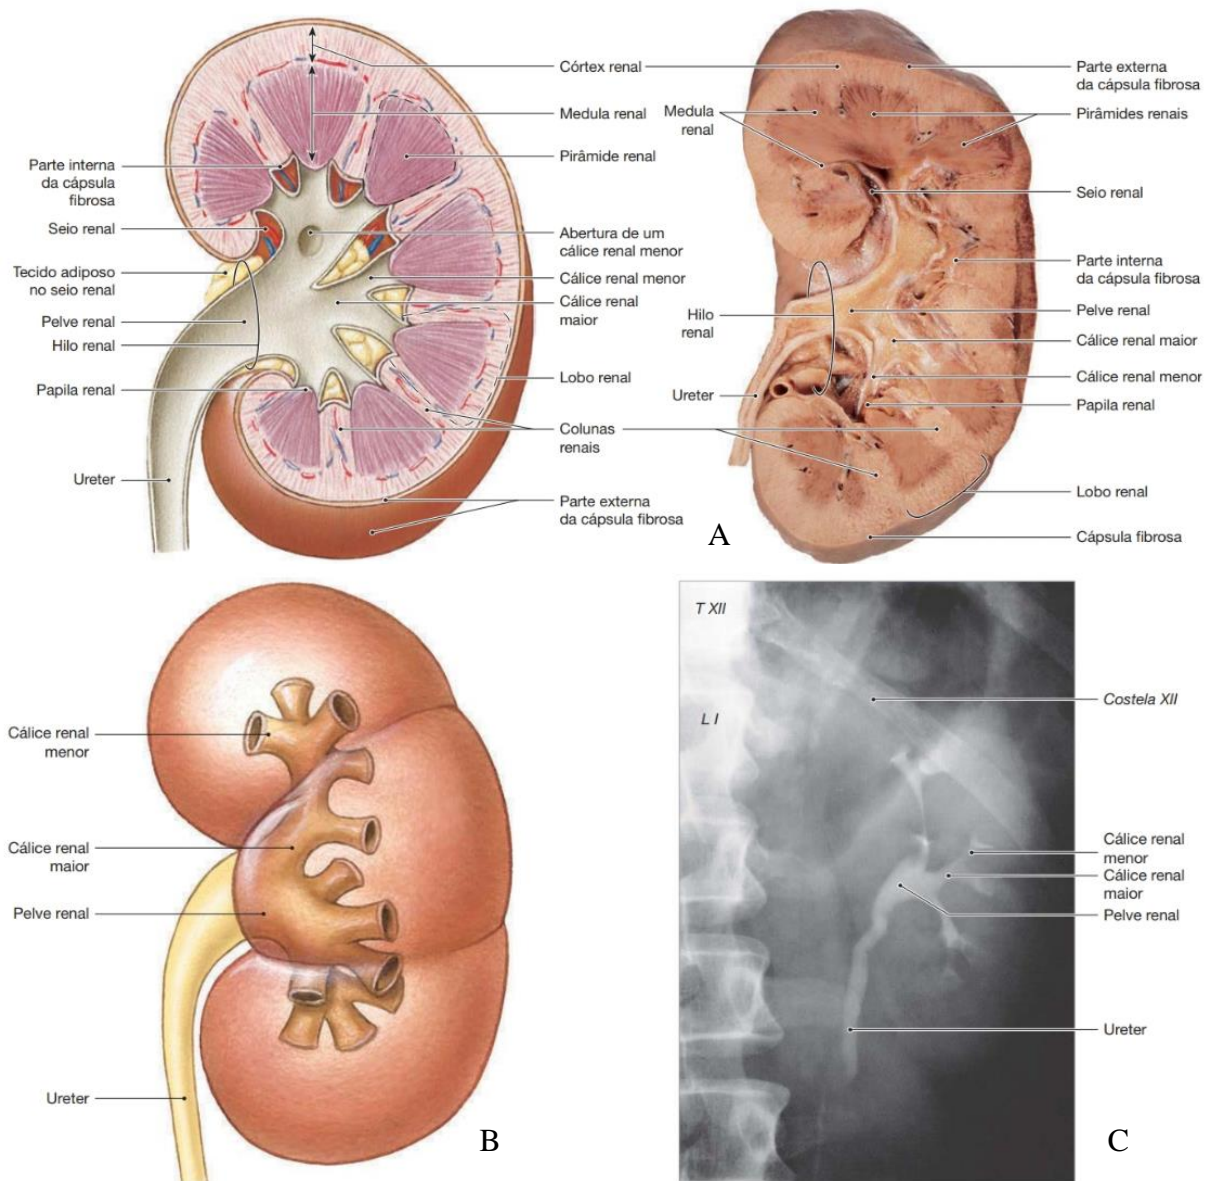 Parte interna
da cápsula
fibrosa
Seio renal
Tecido adiposo
no seio renal
Pelve renal
Hilo renal
Papila renal
Ureter
Córtex renal
Medula renal
Pirâmide renal
Abertura de um
cálice renal menor
Cálice renal menor
Cálice renal
maior
Lobo renal
Colunas
renais
Parte externa
da cápsula fibrosa
Medula
renal
Hilo
renal
Ureter
A
Parte externa
da cápsula fibrosa
Pirâmides renais
Seio renal
Parte interna
da cápsula fibrosa
Pelve renal
Cálice renal maior
Cálice renal menor
Papila renal
Lobo renal
Cápsula fibrosa
Cálice renal
menor
Cálice renal
maior
Pelve renal
Ureter
B
T XII
L I
Costela XII
Cálice renal
menor
Cálice renal
maior
Pelve renal
Ureter
C